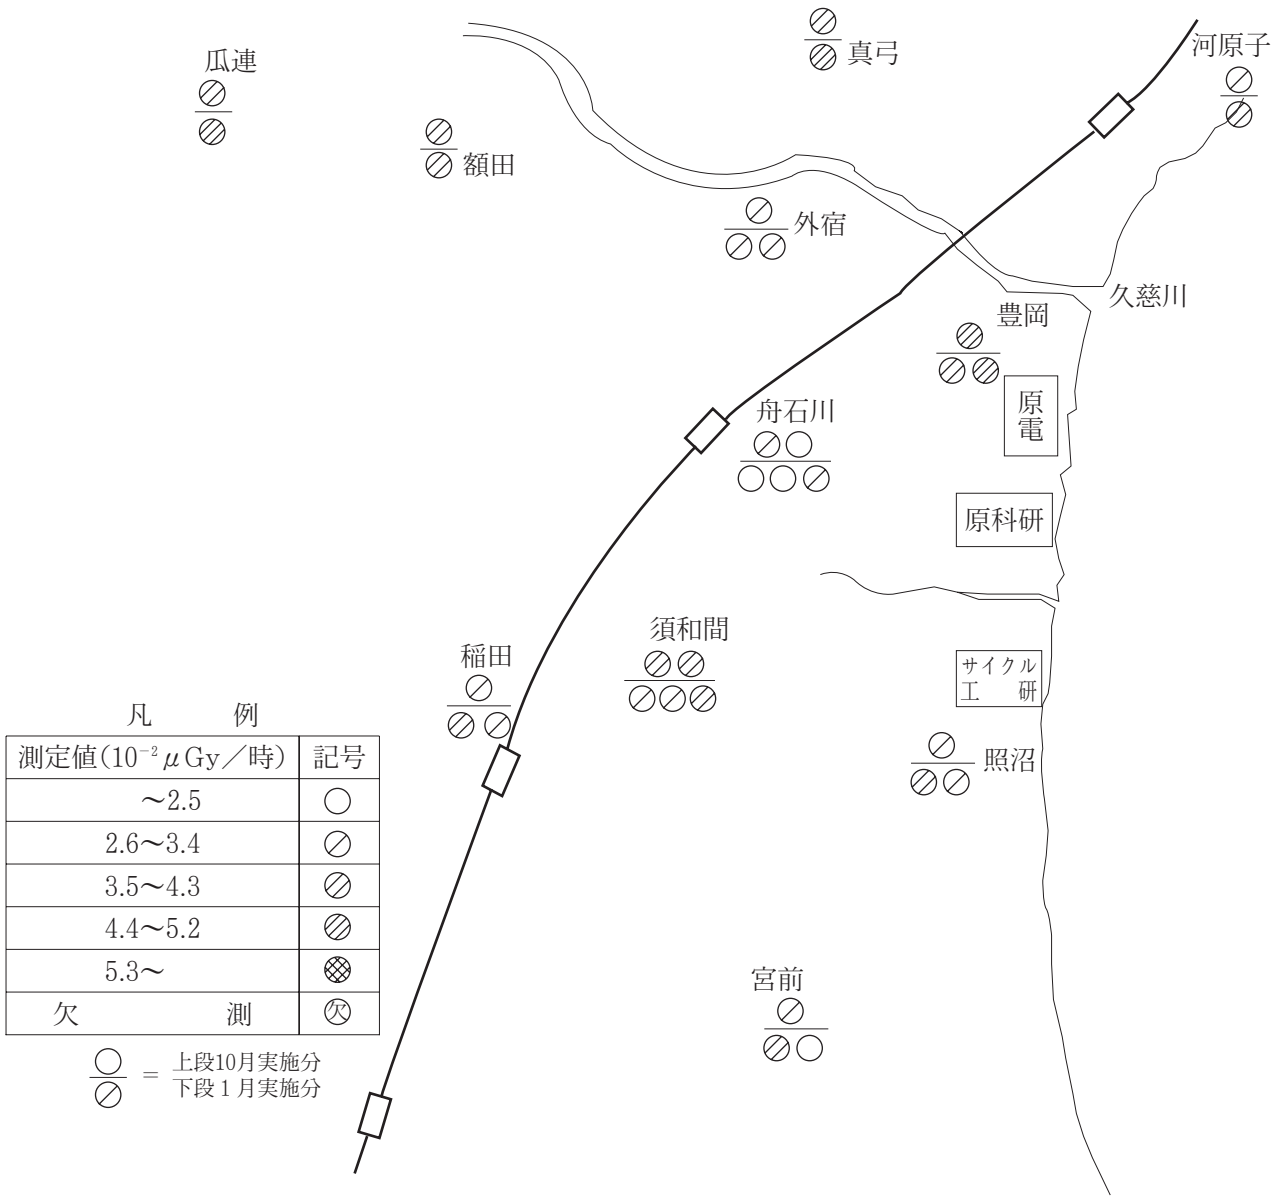 真弓
河原子
瓜連
額田
外宿
久慈川
豊岡
原電
舟石川
原科研
須和間
稲田
サイクル
工 研
照沼
宮前
凡 例
測定値(10⁻²μGy/時) 記号
~2.5
2.6~3.4
3.5~4.3
4.4~5.2
5.3~
欠 測 欠
= 上段10月実施分
下段1月実施分